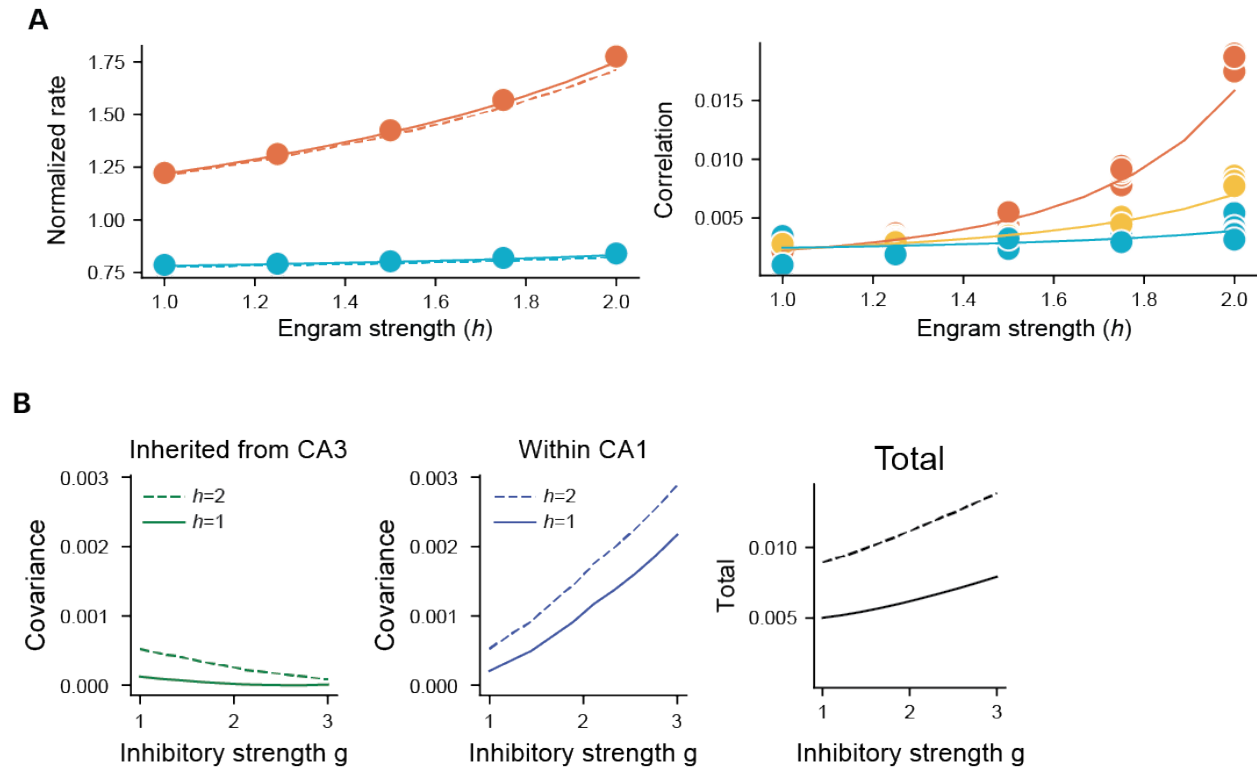 A
Normalized rate
1.75
1.50
1.25
1.00
0.75
1.0 1.2 1.4 1.6 1.8 2.0
Engram strength (h)
Correlation
0.015
0.010
0.005
1.0 1.2 1.4 1.6 1.8 2.0
Engram strength (h)
B
Inherited from CA3
Covariance
0.003
0.002
0.001
0.000
h=2
h=1
1 2 3
Inhibitory strength g
Within CA1
Covariance
0.003
0.002
0.001
0.000
h=2
h=1
1 2 3
Inhibitory strength g
Total
Total
0.010
0.005
1 2 3
Inhibitory strength g